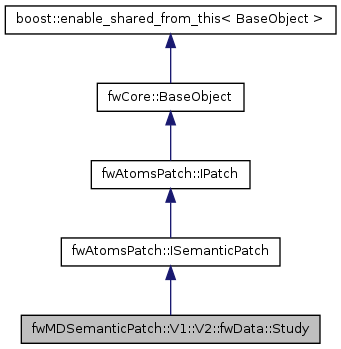 boost::enable_shared_from_this< BaseObject >
fwCore::BaseObject
fwAtomsPatch::IPatch
fwAtomsPatch::ISemanticPatch
fwMDSemanticPatch::V1::V2::fwData::Study